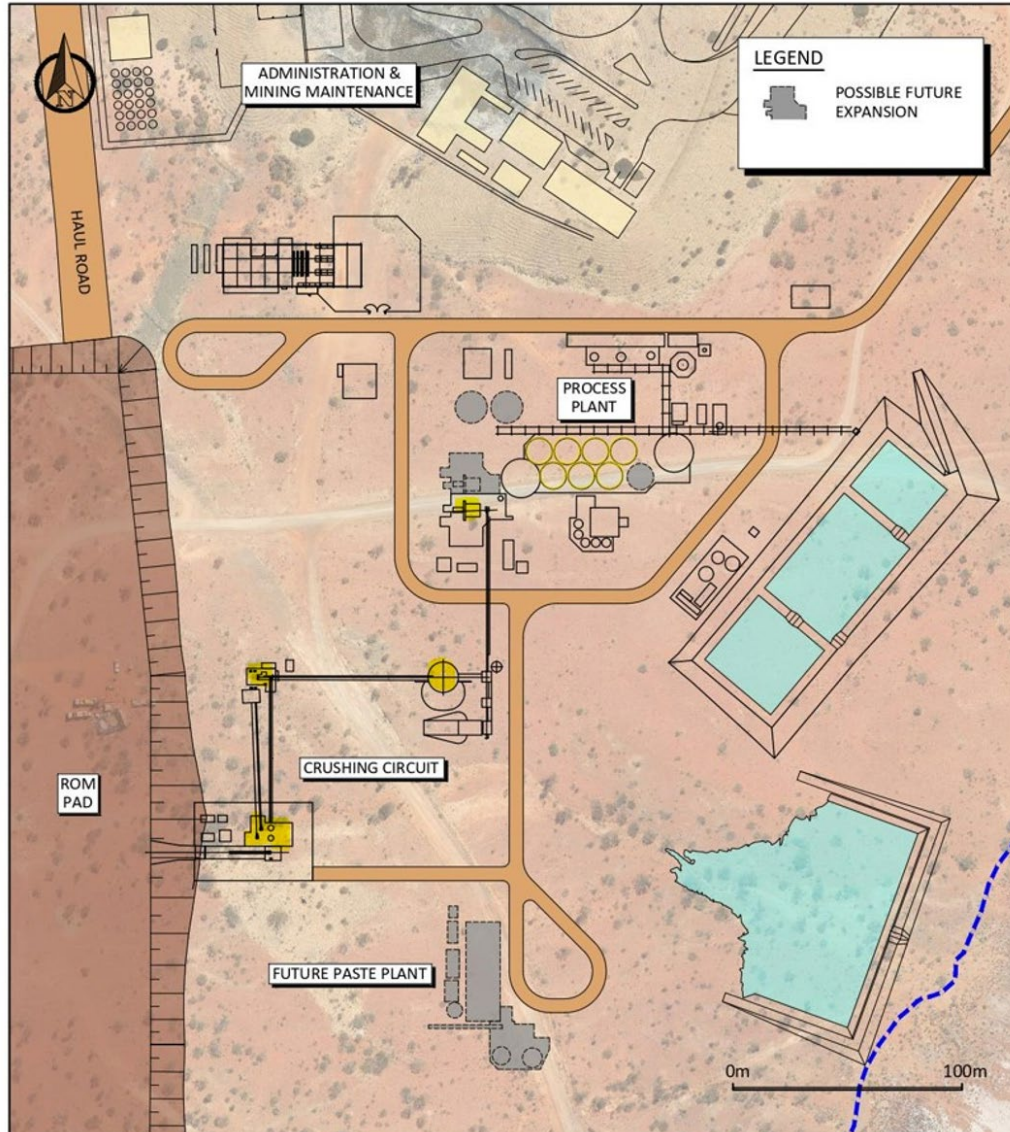 N
ADMINISTRATION &
MINING MAINTENANCE
LEGEND
POSSIBLE FUTURE
EXPANSION
HAUL ROAD
PROCESS
PLANT
CRUSHING CIRCUIT
ROM
PAD
FUTURE PASTE PLANT
0m
100m